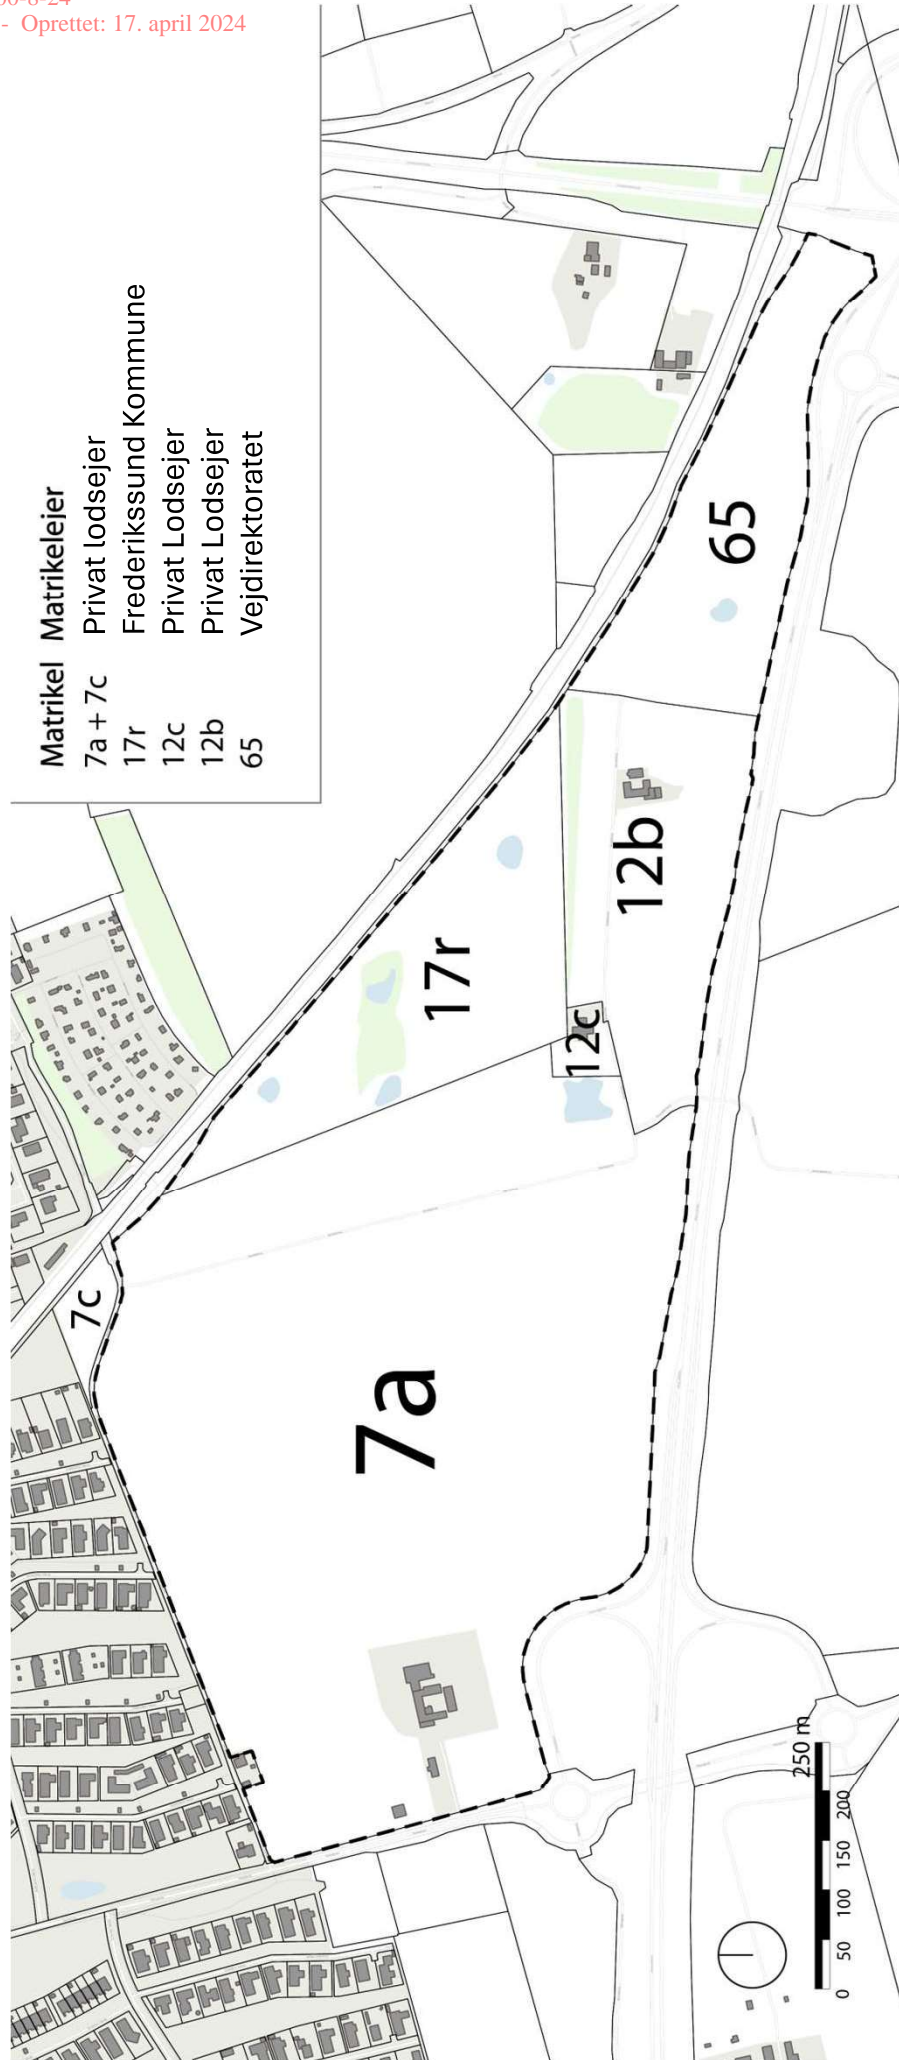 - Oprettet: 17. april 2024
Matrikel Matrikelejer
7a + 7c Privat lodsejer
17r Frederikssund Kommune
12c Privat Lodsejer
12b Privat Lodsejer
65 Vejdirektoratet
7c
7a
17r
12c
12b
65
0 50 100 150 200 250 m